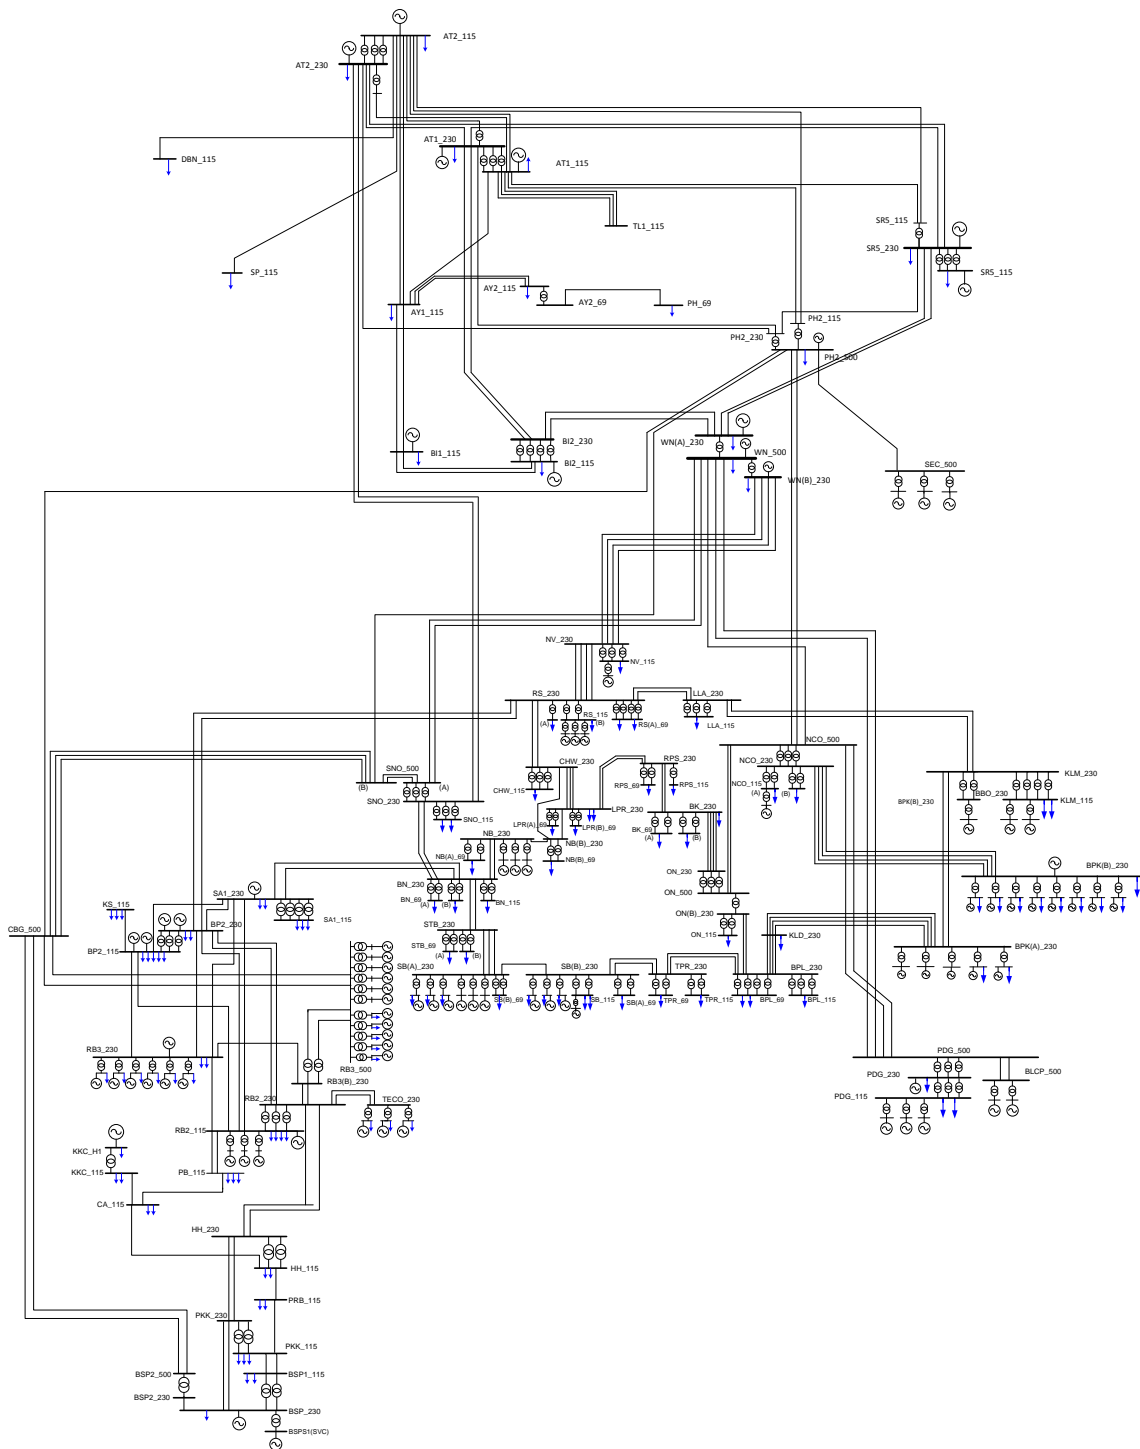 AT2_115
AT2_230
AT1_230
DBN_115
AT1_115
SR5_115
TL1_115
SR5_230
SP_115
SR5_115
AY2_115
AY2_69
PH_69
AY1_115
PH2_115
PH2_230
PH2_500
BI2_230
WN(A)_230
BI1_115
BI2_115
WN_500
SEC_500
WN(B)_230
NV_230
NV_115
RS_230
LLA_230
RS_115
(A)
(B)
RS(A)_69
LLA_115
NCO_500
SNO_500
CHW_230
RPS_230
NCO_230
KLM_230
(B)
(A)
CHW_115
RPS_69
RPS_115
NCO_115
(A)
(B)
BBO_230
BPK(B)_230
KLM_115
SNO_230
SNO_115
LPR_230
BK_230
LPR(A)_69
LPR(B)_69
BK_69
(A)
(B)
NB_230
NB(B)_230
NB(A)_69
NB(B)_69
BPK(B)_230
ON_230
ON_500
BN_230
BN_69
(A)
(B)
BN_115
SA1_230
KS_115
SA1_115
ON(B)_230
STB_230
CBG_500
BP2_230
ON_115
KLD_230
STB_69
(A)
(B)
BP2_115
BPK(A)_230
SB(A)_230
SB(B)_230
TPR_230
BPL_230
SB(B)_69
SB_115
SB(A)_69
TPR_69
TPR_115
BPL_69
BPL_115
RB3_230
PDG_500
RB3_500
PDG_230
BLCP_500
RB3(B)_230
PDG_115
RB2_230
TECO_230
RB2_115
KKC_H1
KKC_115
PB_115
CA_115
HH_230
HH_115
PRB_115
PKK_230
PKK_115
BSP2_500
BSP1_115
BSP2_230
BSP_230
BSPS1(SVC)